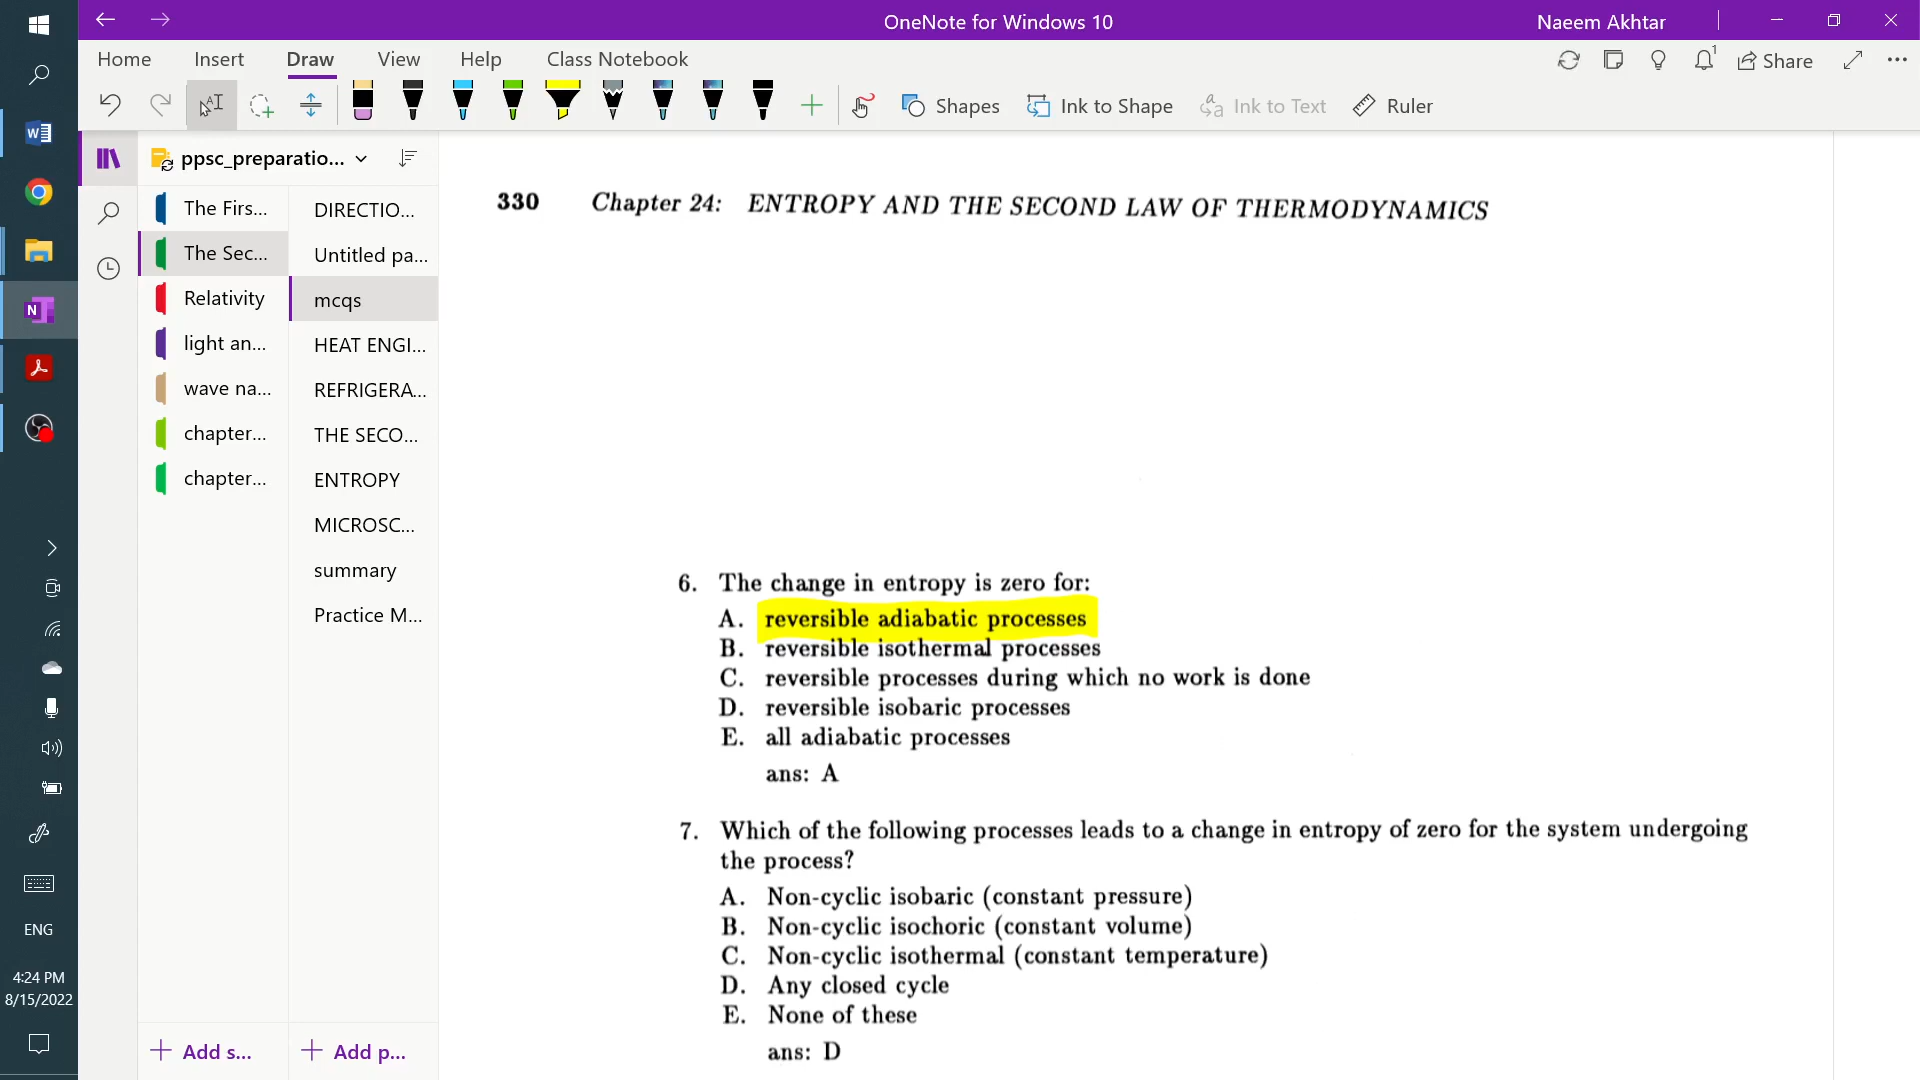 OneNote for Windows 10
Naeem Akhtar
Home Insert Draw View Help Class Notebook
Share
Shapes Ink to Shape Ink to Text Ruler
ppsc_preparatio...
The Firs...
The Sec...
Relativity
light an...
wave na...
chapter...
chapter...
Add s...
DIRECTIO...
Untitled pa...
mcqs
HEAT ENGI...
REFRIGERA...
THE SECO...
ENTROPY
MICROSC...
summary
Practice M...
Add p...
330 Chapter 24: ENTROPY AND THE SECOND LAW OF THERMODYNAMICS
6. The change in entropy is zero for:
A. reversible adiabatic processes
B. reversible isothermal processes
C. reversible processes during which no work is done
D. reversible isobaric processes
E. all adiabatic processes
ans: A
7. Which of the following processes leads to a change in entropy of zero for the system undergoing
the process?
A. Non-cyclic isobaric (constant pressure)
B. Non-cyclic isochoric (constant volume)
C. Non-cyclic isothermal (constant temperature)
D. Any closed cycle
E. None of these
ans: D
ENG
4:24 PM
8/15/2022